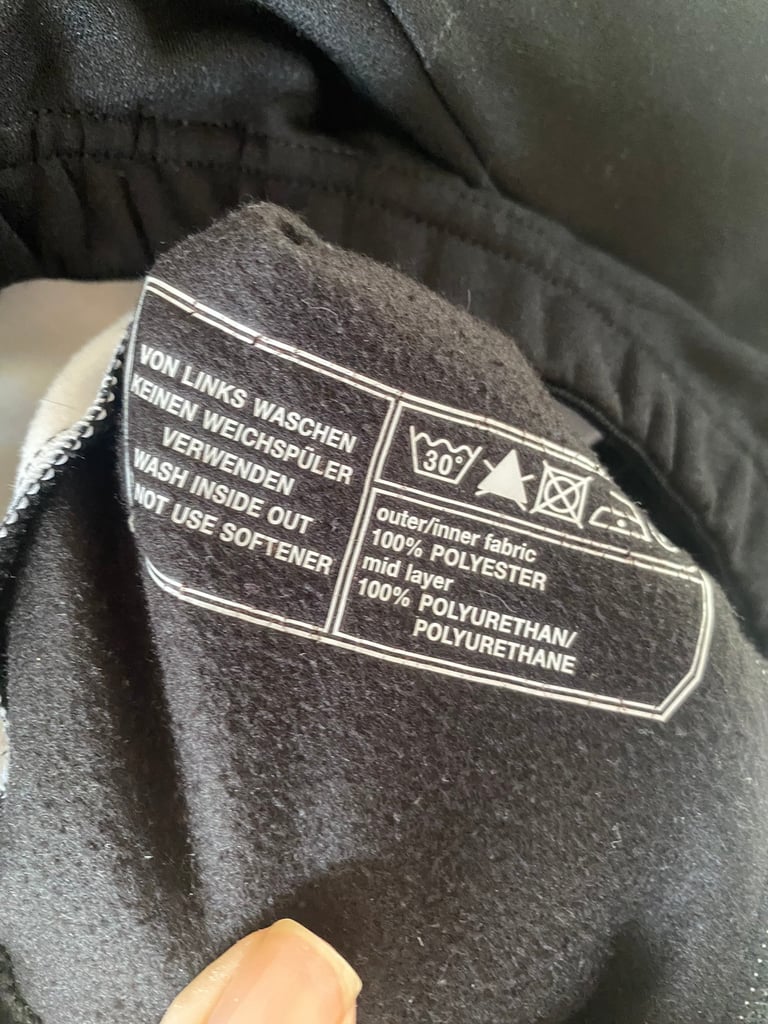 VON LINKS WASCHEN
KEINEN WEICHSPÜLER
VERWENDEN
WASH INSIDE OUT
NOT USE SOFTENER
30°
outer/inner fabric
100% POLYESTER
mid layer
100% POLYURETHAN/
POLYURETHANE